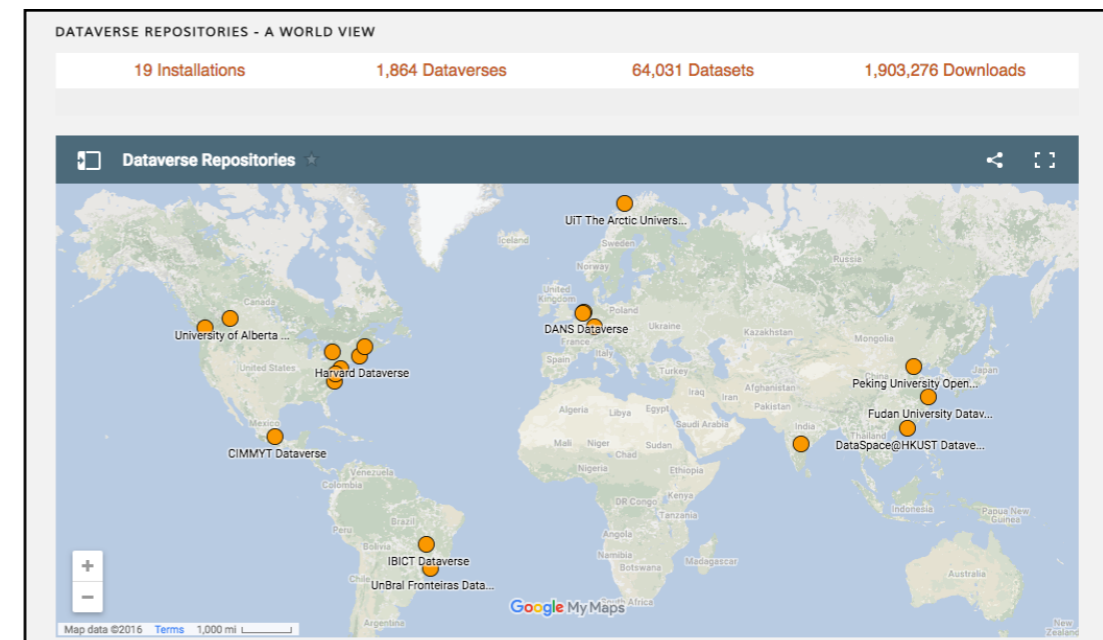 DATAVERSE REPOSITORIES - A WORLD VIEW
19 Installations 1,864 Dataverses 64,031 Datasets 1,903,276 Downloads
Dataverse Repositories
UiT The Arctic Univers...
Iceland
Sweden
Russia
Norway
Canada
United Kingdom
Poland
University of Alberta ...
DANS Dataverse
Ukraine
Kazakhstan
Mongolia
France
Italy
Spain
Turkey
United States
Harvard Dataverse
China
Japan
Peking University Open...
Iraq
Iran
Afghanistan
Pakistan
Algeria
Libya
Egypt
Saudi Arabia
Fudan University Datav...
Mexico
India
Thailand
CIMMYT Dataverse
DataSpace@HKUST Datave...
Mali
Niger
Chad
Sudan
Venezuela
Nigeria
Ethiopia
Colombia
DR Congo
Kenya
Indonesia
Papua New Guinea
Tanzania
Peru
Brazil
Angola
Bolivia
IBICT Dataverse
Namibia
Botswana
Madagascar
Australia
Chile
UnBral Fronteiras Data...
South Africa
Google My Maps
Argentina
New Zealand
+
−
Map data ©2016 Terms 1,000 mi